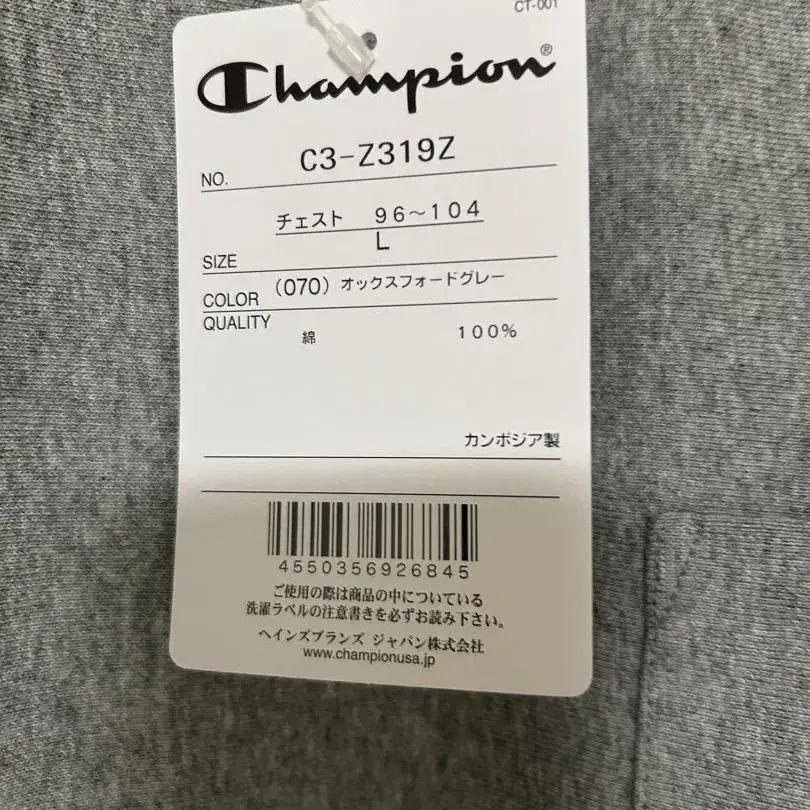 CT-001
Champion®
NO. C3-Z319Z
チェスト 96～104
SIZE L
COLOR (070) オックスフォードグレー
QUALITY
綿 100%
カンボジア製
4550356926845
ご使用の際は商品の中についている
洗濯ラベルの注意書きを必ずお読み下さい。
ヘインズブランズ ジャパン株式会社
www.championusa.jp